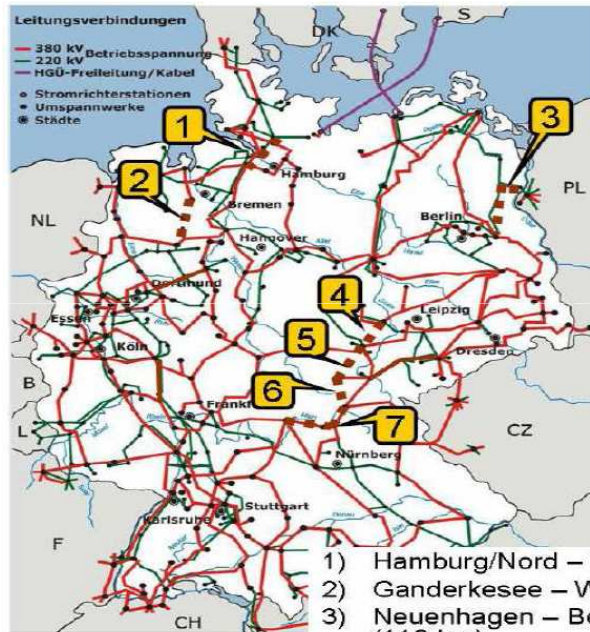 Leitungsverbindungen
380 kV Betriebsspannung
220 kV
HGÜ-Freileitung/Kabel
Stromrichterstationen
Umspannwerke
Städte
DK
S
1
3
Hamburg
2
PL
NL
Bremen
Berlin
Hannover
Dortmund
4
Essen
Leipzig
Köln
5
Dresden
B
6
Frankf
L
7
CZ
Nürnberg
Stuttgart
Karlsruhe
F
1) Hamburg/Nord –
2) Ganderkesee – W
3) Neuenhagen – Be
CH